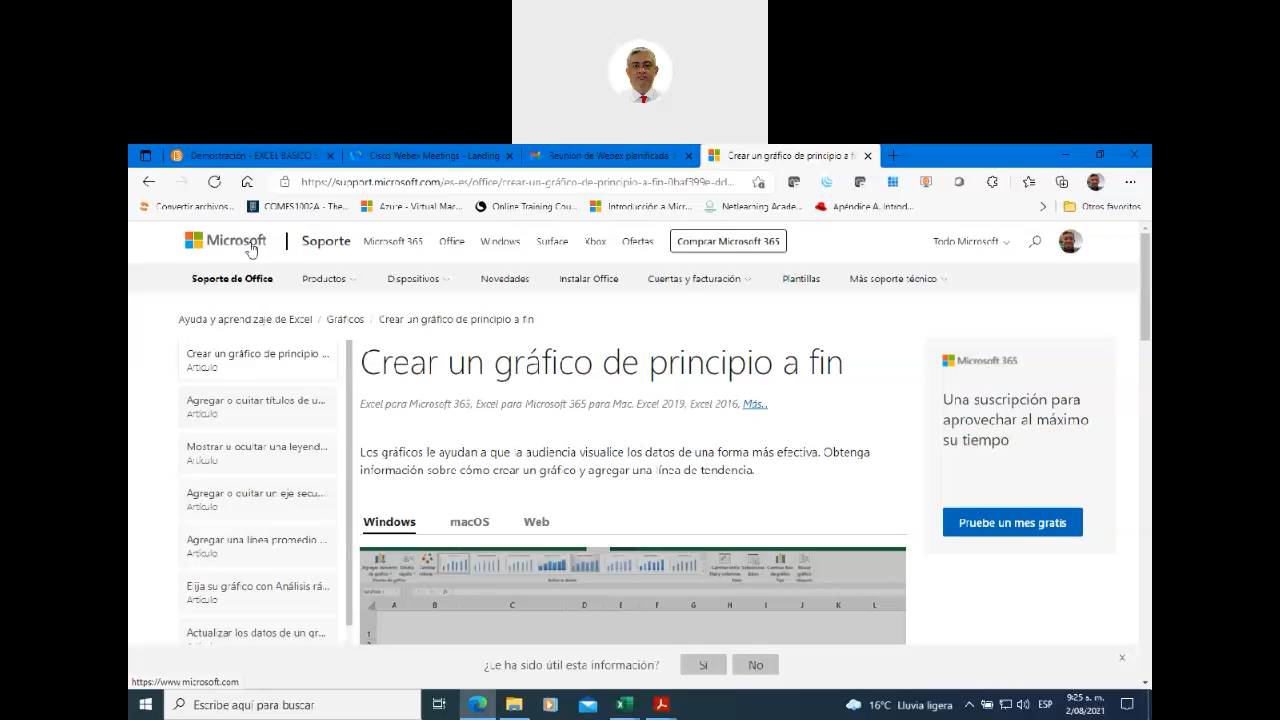 Demostración - EXCEL BÁSICO
Cisco Webex Meetings - Landing
Reunión de Webex planificada
Crear un gráfico de principio a fi
https://support.microsoft.com/es-es/office/crear-un-gráfico-de-principio-a-fin-0baf399e-dd...
Convertir archivos...
COMES1002A - The...
Azure - Virtual Mac...
Online Training Cou...
Introducción a Micr...
Netlearning Acade...
Apéndice A. Introd...
Otros favoritos
Microsoft
Soporte
Microsoft 365
Office
Windows
Surface
Xbox
Ofertas
Comprar Microsoft 365
Todo Microsoft
Soporte de Office
Productos
Dispositivos
Novedades
Instalar Office
Cuentas y facturación
Plantillas
Más soporte técnico
Ayuda y aprendizaje de Excel / Gráficos / Crear un gráfico de principio a fin
Crear un gráfico de principio ...
Artículo
Agregar o quitar títulos de u...
Artículo
Mostrar u ocultar una leyend...
Artículo
Agregar o quitar un eje secu...
Artículo
Agregar una línea promedio ...
Artículo
Elija su gráfico con Análisis rá...
Artículo
Actualizar los datos de un gr...
Crear un gráfico de principio a fin
Excel para Microsoft 365, Excel para Microsoft 365 para Mac, Excel 2019, Excel 2016, Más...
Los gráficos le ayudan a que la audiencia visualice los datos de una forma más efectiva. Obtenga
información sobre cómo crear un gráfico y agregar una línea de tendencia.
Windows
macOS
Web
A B C D E F G H I J K L
1
Microsoft 365
Una suscripción para
aprovechar al máximo
su tiempo
Pruebe un mes gratis
¿Le ha sido útil esta información?
Sí
No
https://www.microsoft.com
Escribe aquí para buscar
16°C Lluvia ligera
ESP
9:25 a. m.
2/08/2021